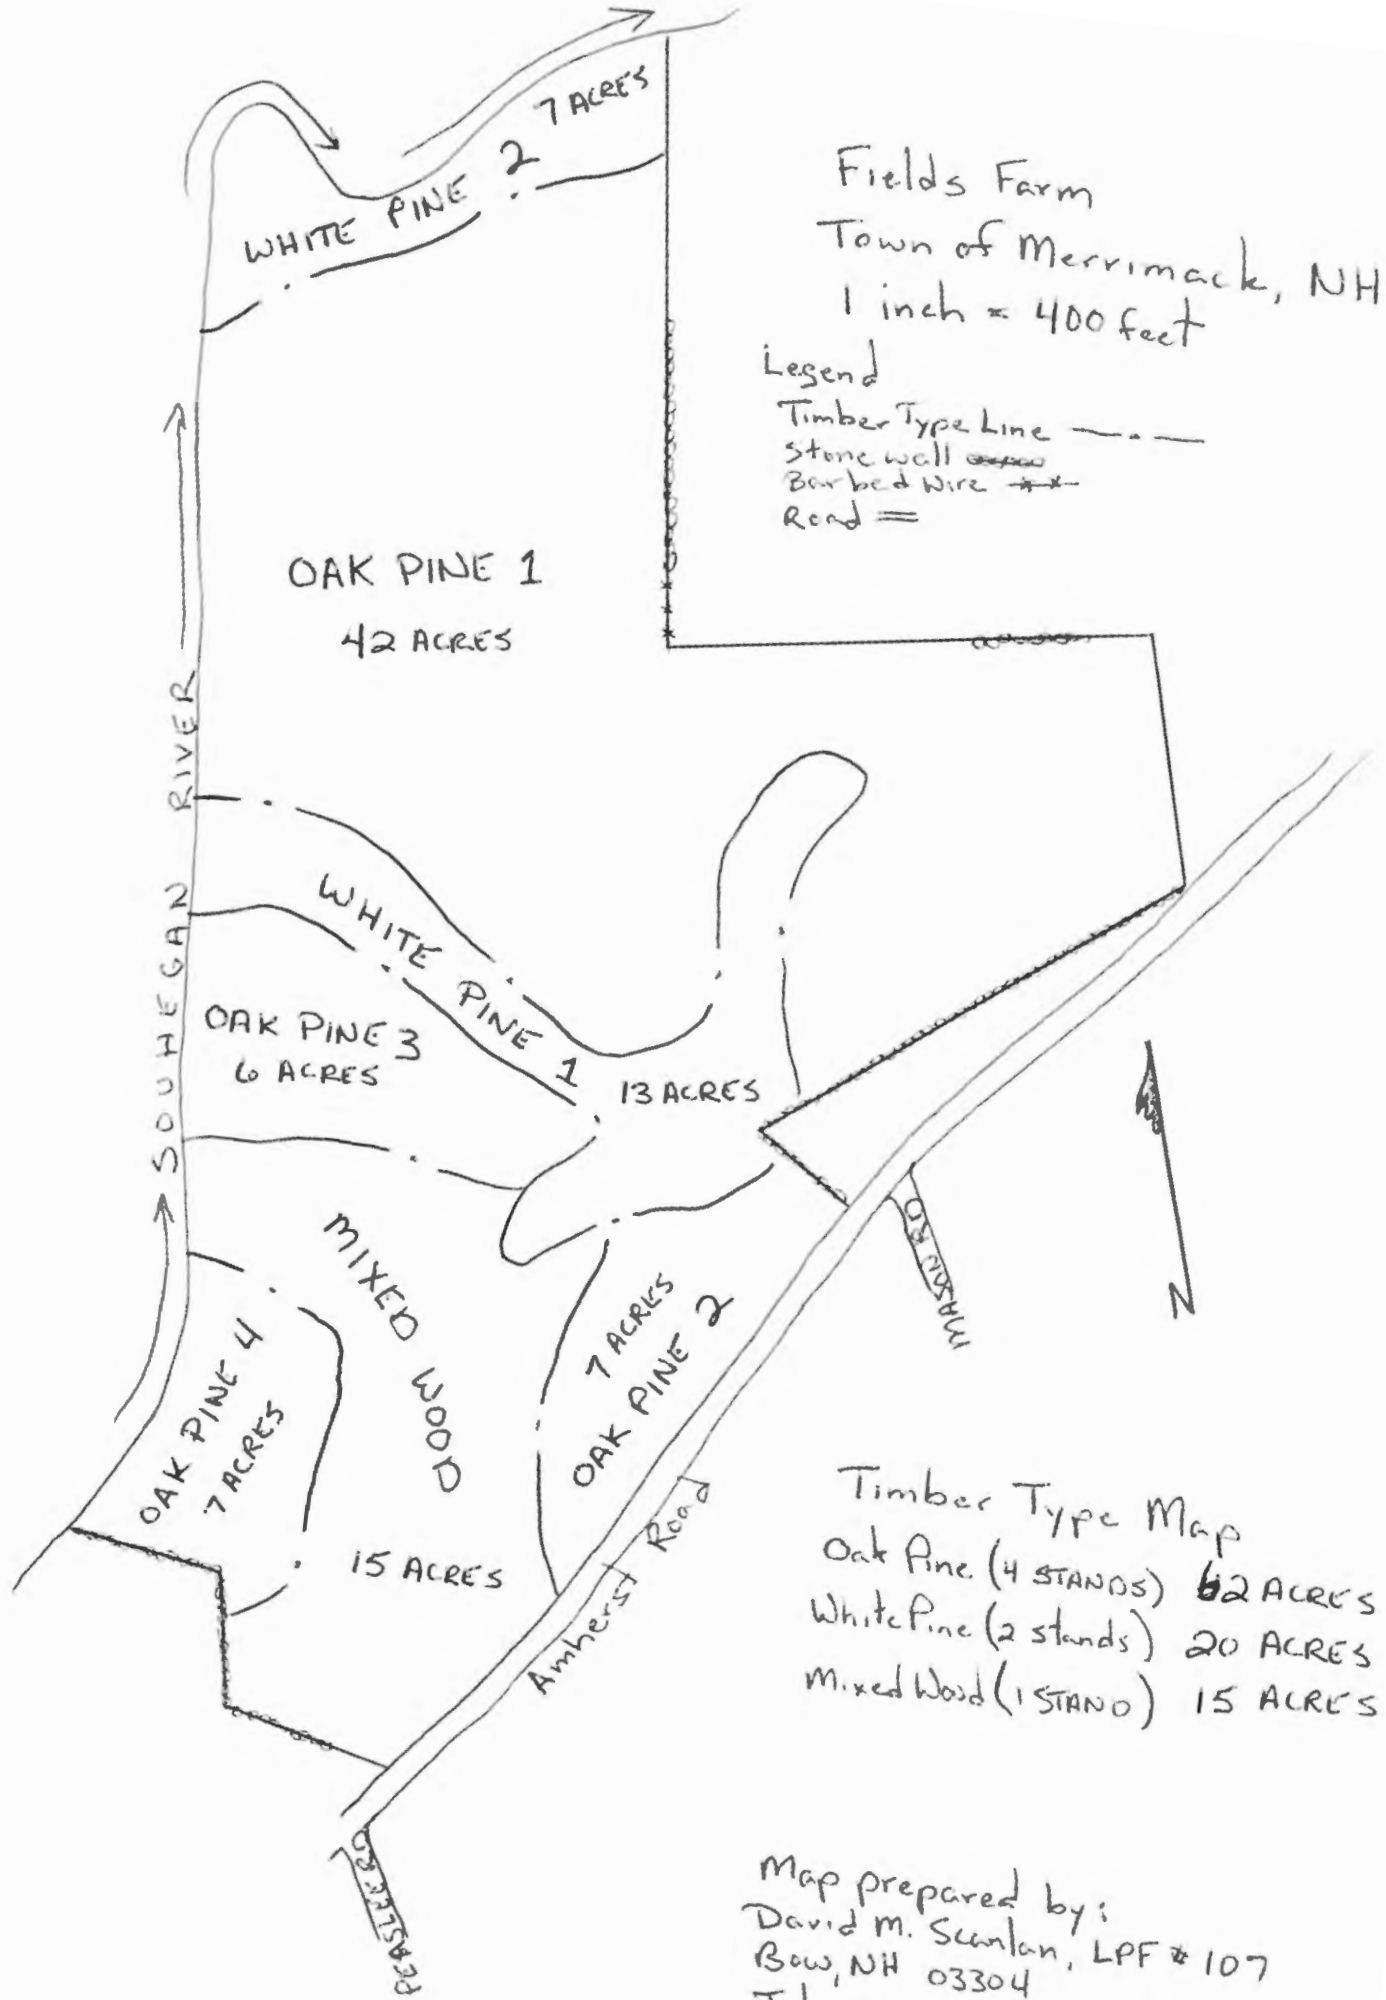 7 ACRES
WHITE PINE 2
Fields Farm
Town of Merrimack, NH
1 inch = 400 feet
Legend
Timber Type Line
Stone wall
Barbed Wire
Road
OAK PINE 1
42 ACRES
SOUHEGAN RIVER
WHITE PINE 1
13 ACRES
OAK PINE 3
6 ACRES
MIXED WOOD
15 ACRES
7 ACRES
OAK PINE 2
OAK PINE 4
7 ACRES
MASON RD
N
Amherst Road
Timber Type Map
Oak Pine (4 STANDS) 62 ACRES
White Pine (2 stands) 20 ACRES
Mixed Wood (1 STAND) 15 ACRES
PEASLEE RD
Map prepared by:
David M. Scanlan, LPF # 107
Bow, NH 03304